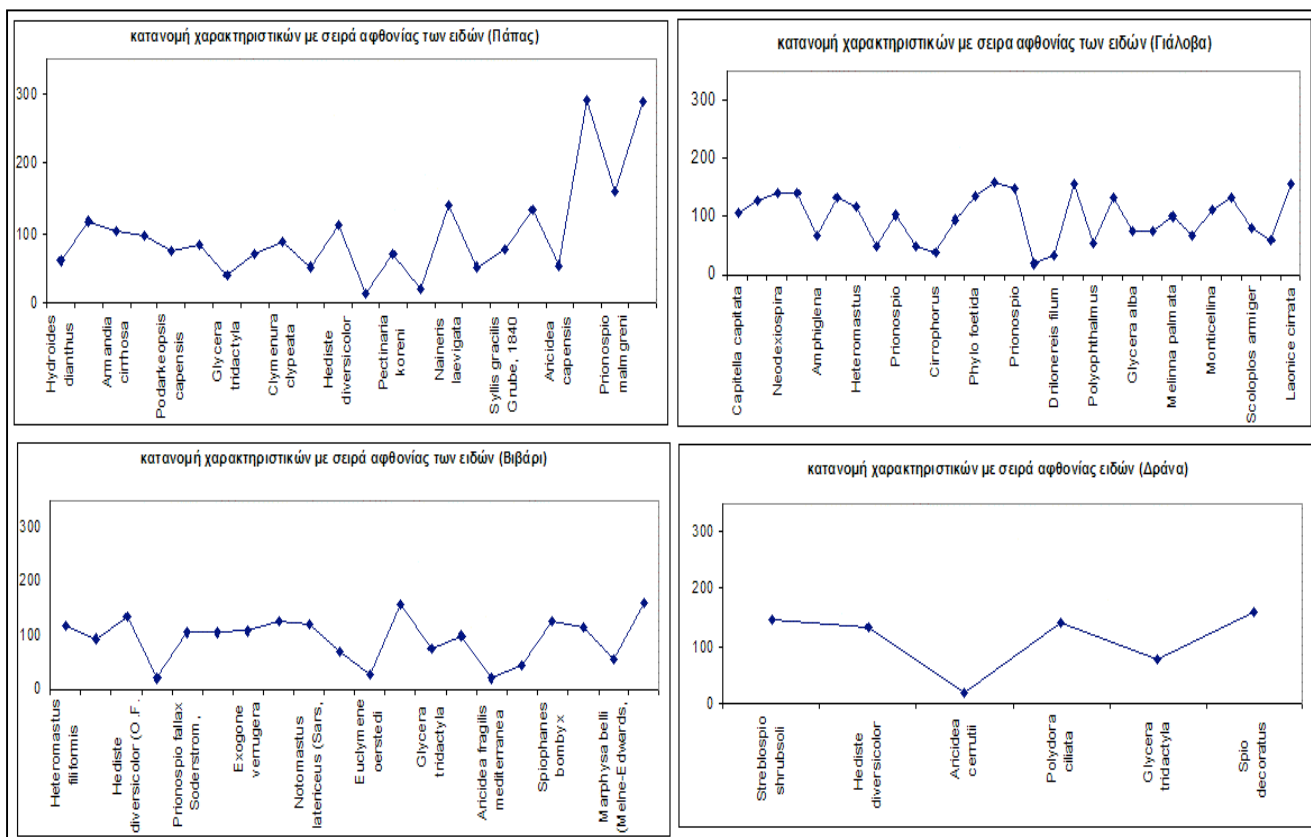 κατανομή χαρακτηριστικών με σειρά αφθονίας των ειδών (Πάπας)
300
200
100
0
Hydroides
dianthus
Armandia
cirrhosa
Podarkeopsis
capensis
Glycera
tridactyla
Clymenura
clypeata
Hediste
diversicolor
Pectinaria
koreni
Naineris
laevigata
Syllis gracilis
Grube, 1840
Aricidea
capensis
Prionospio
malmgreni
κατανομή χαρακτηριστικών με σειρα αφθονίας των ειδών (Γιάλοβα)
300
200
100
0
Capitella capitata
Neodexiospira
Amphiglena
Heteromastus
Prionospio
Cirrophorus
Phylo foetida
Prionospio
Drilonereis filum
Polyophthalmus
Glycera alba
Melinna palmata
Monticellina
Scoloplos armiger
Laonice cirrata
κατανομή χαρακτηριστικών με σειρά αφθονίας των ειδών (Βιβάρι)
300
200
100
0
Heteromastus
filiformis
Hediste
diversicolor (O.F.
Prionospio fallax
Soderstrom,
Exogone
verrugera
Notomastus
latericeus (Sars,
Euclymene
oerstedi
Glycera
tridactyla
Aricidea fragilis
mediterranea
Spiophanes
bombyx
Marphysa belli
(Melne-Edwards,
κατανομή χαρακτηριστικών με σειρά αφθονίας ειδών (Δράνα)
300
200
100
0
Streblospio
shrubsoli
Hediste
diversicolor
Aricidea
cerrutii
Polydora
ciliata
Glycera
tridactyla
Spio
decoratus